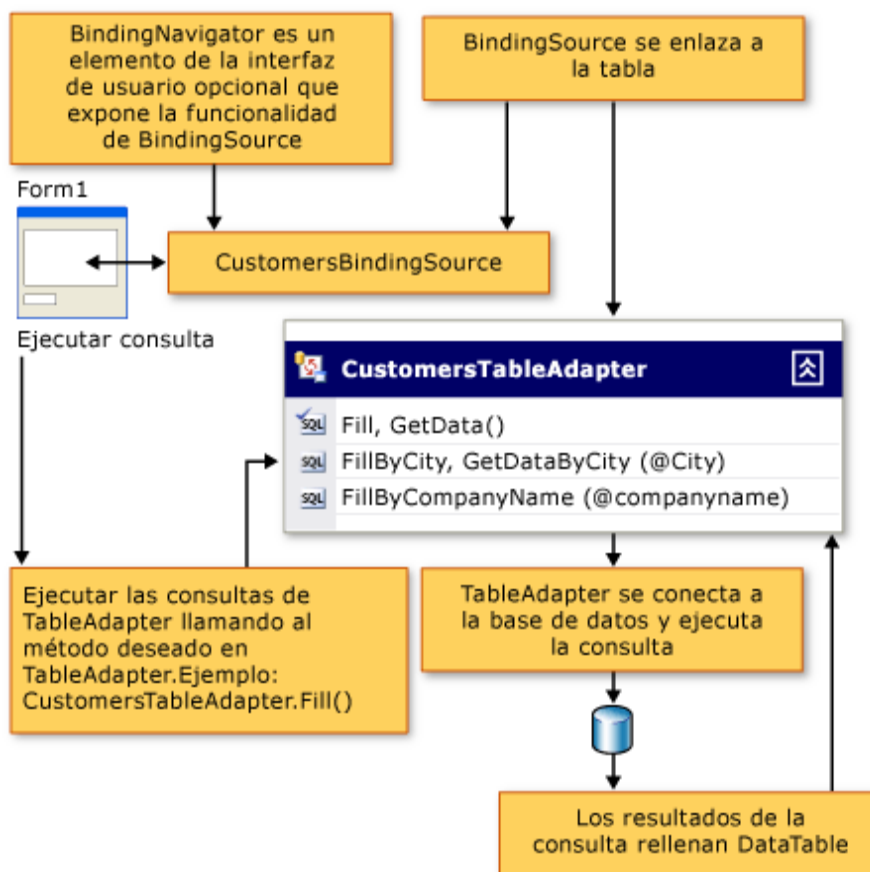 BindingNavigator es un
elemento de la interfaz
de usuario opcional que
expone la funcionalidad
de BindingSource
BindingSource se enlaza a
la tabla
Form1
CustomersBindingSource
Ejecutar consulta
CustomersTableAdapter
SQL Fill, GetData()
SQL FillByCity, GetDataByCity (@City)
SQL FillByCompanyName (@companyname)
Ejecutar las consultas de
TableAdapter llamando al
método deseado en
TableAdapter.Ejemplo:
CustomersTableAdapter.Fill()
TableAdapter se conecta a
la base de datos y ejecuta
la consulta
Los resultados de la
consulta rellenan DataTable